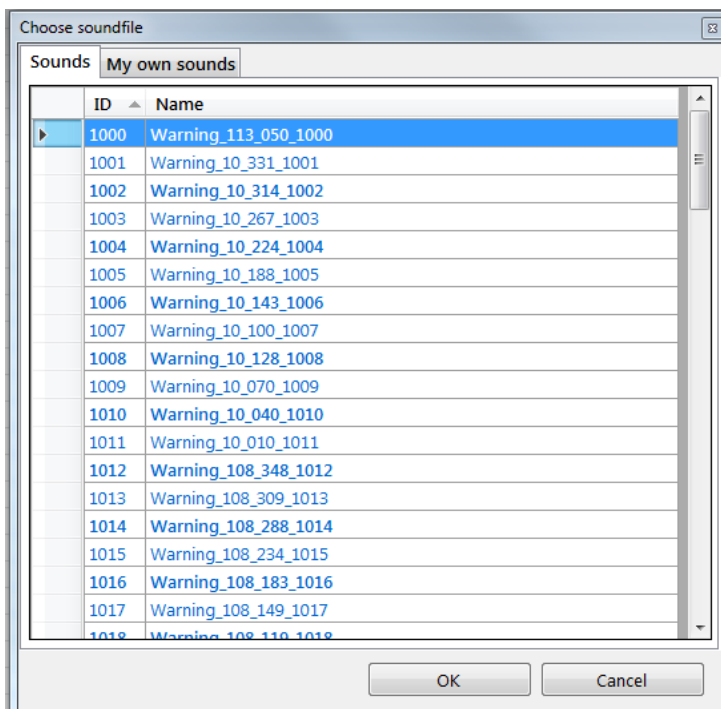 Choose soundfile
Sounds My own sounds
ID Name
1000 Warning_113_050_1000
1001 Warning_10_331_1001
1002 Warning_10_314_1002
1003 Warning_10_267_1003
1004 Warning_10_224_1004
1005 Warning_10_188_1005
1006 Warning_10_143_1006
1007 Warning_10_100_1007
1008 Warning_10_128_1008
1009 Warning_10_070_1009
1010 Warning_10_040_1010
1011 Warning_10_010_1011
1012 Warning_108_348_1012
1013 Warning_108_309_1013
1014 Warning_108_288_1014
1015 Warning_108_234_1015
1016 Warning_108_183_1016
1017 Warning_108_149_1017
1018 Warning_108_119_1018
OK Cancel